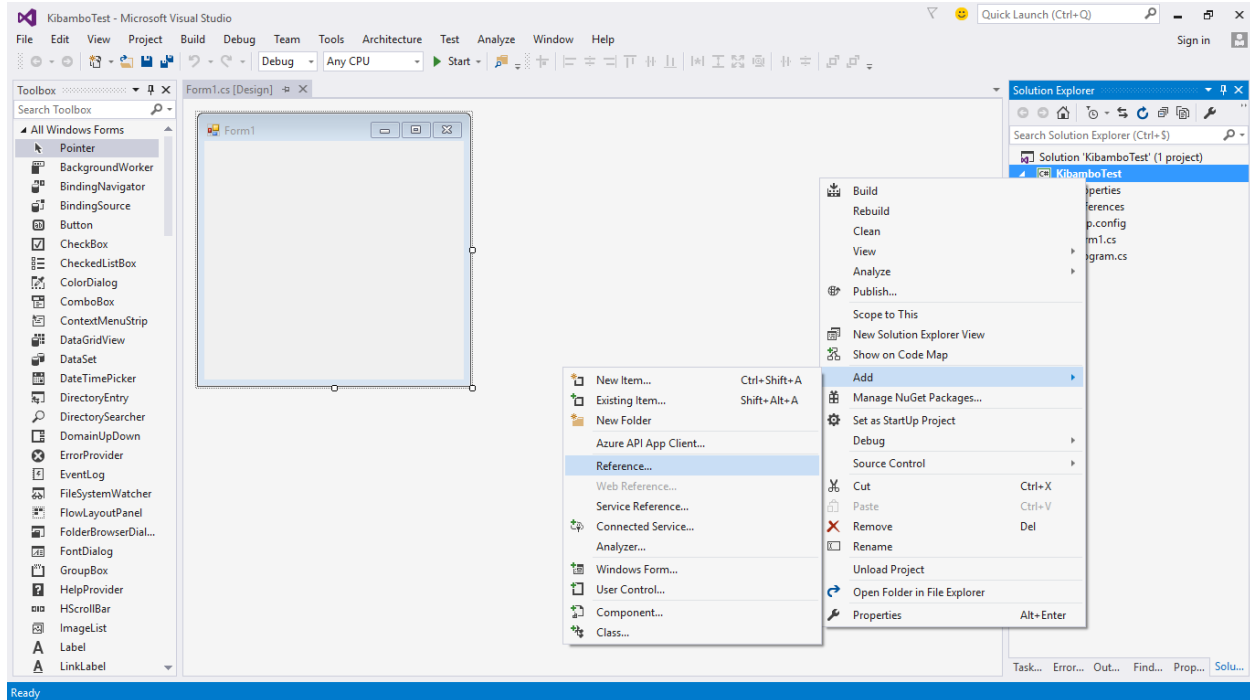 KibamboTest - Microsoft Visual Studio
Quick Launch (Ctrl+Q)
File Edit View Project Build Debug Team Tools Architecture Test Analyze Window Help
Sign in
Debug Any CPU Start
Toolbox
Search Toolbox
All Windows Forms
Pointer
BackgroundWorker
BindingNavigator
BindingSource
Button
CheckBox
CheckedListBox
ColorDialog
ComboBox
ContextMenuStrip
DataGridView
DataSet
DateTimePicker
DirectoryEntry
DirectorySearcher
DomainUpDown
ErrorProvider
EventLog
FileSystemWatcher
FlowLayoutPanel
FolderBrowserDial...
FontDialog
GroupBox
HelpProvider
HScrollBar
ImageList
Label
LinkLabel
Form1.cs [Design]
Form1
New Item... Ctrl+Shift+A
Existing Item... Shift+Alt+A
New Folder
Azure API App Client...
Reference...
Web Reference...
Service Reference...
Connected Service...
Analyzer...
Windows Form...
User Control...
Component...
Class...
Build
Rebuild
Clean
View
Analyze
Publish...
Scope to This
New Solution Explorer View
Show on Code Map
Add
Manage NuGet Packages...
Set as StartUp Project
Debug
Source Control
Cut Ctrl+X
Paste Ctrl+V
Remove Del
Rename
Unload Project
Open Folder in File Explorer
Properties Alt+Enter
Solution Explorer
Search Solution Explorer (Ctrl+$)
Solution 'KibamboTest' (1 project)
C# KibamboTest
perties
ferences
p.config
rm1.cs
gram.cs
Task... Error... Out... Find... Prop... Solu...
Ready